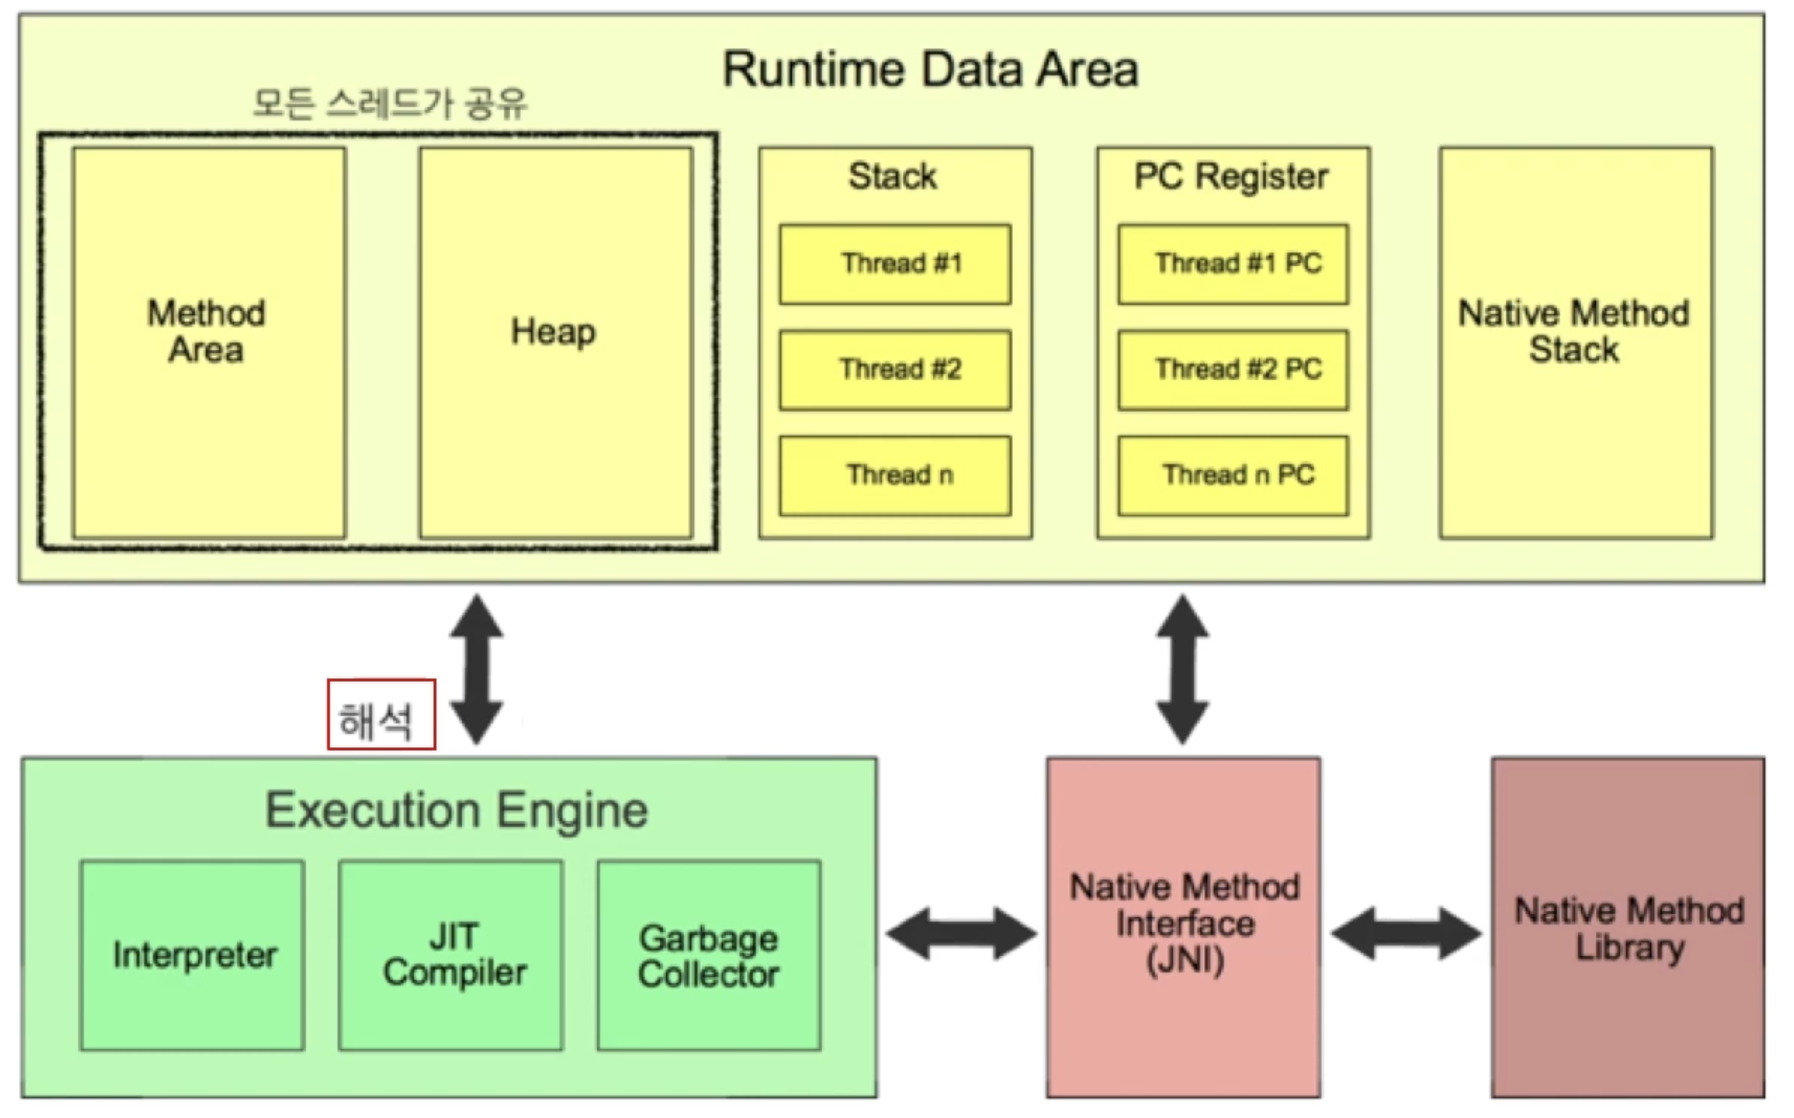 Runtime Data Area
모든 스레드가 공유
Method
Area
Heap
Stack
Thread #1
Thread #2
Thread n
PC Register
Thread #1 PC
Thread #2 PC
Thread n PC
Native Method
Stack
해석
Execution Engine
Interpreter
JIT
Compiler
Garbage
Collector
Native Method
Interface
(JNI)
Native Method
Library